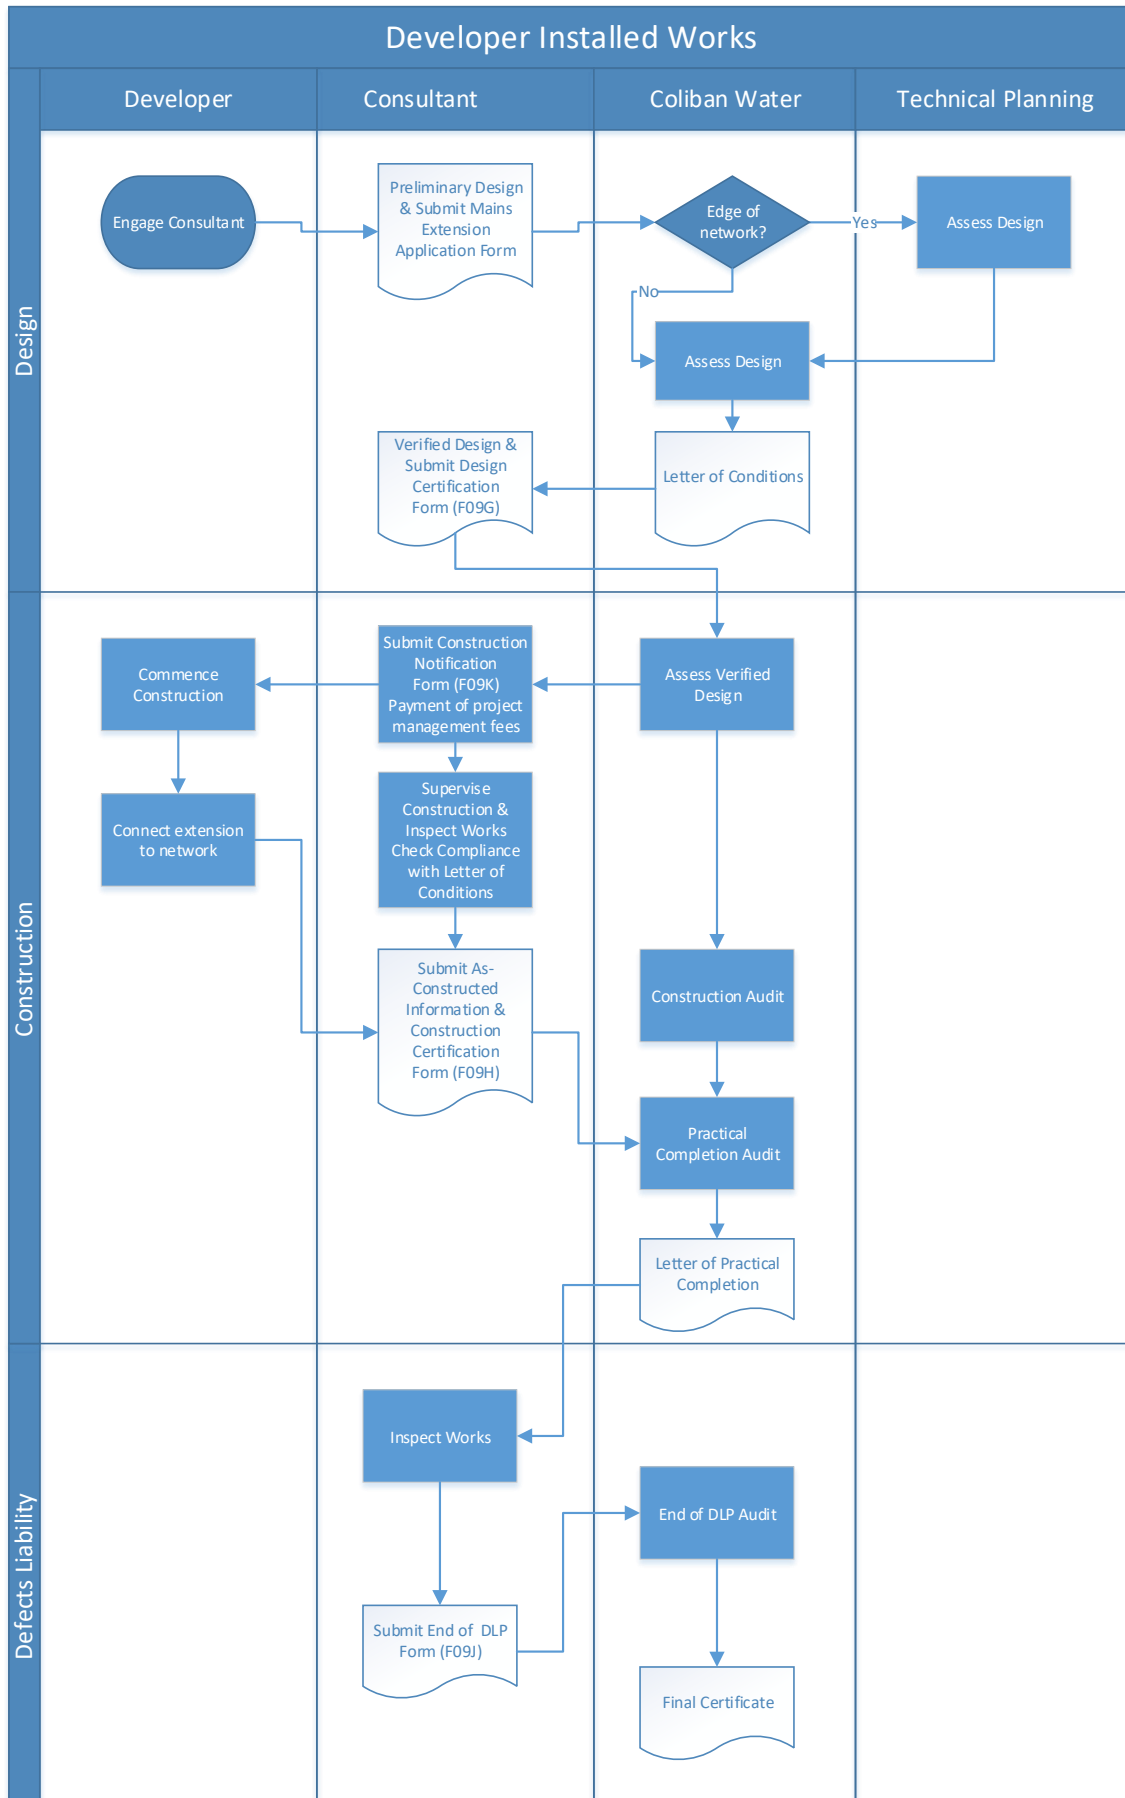 Developer Installed Works
Developer
Consultant
Coliban Water
Technical Planning
Design
Engage Consultant
Preliminary Design
& Submit Mains
Extension
Application Form
Edge of
network?
Yes
Assess Design
No
Assess Design
Letter of Conditions
Verified Design &
Submit Design
Certification
Form (F09G)
Construction
Commence
Construction
Submit Construction
Notification
Form (F09K)
Payment of project
management fees
Assess Verified
Design
Connect extension
to network
Supervise
Construction &
Inspect Works
Check Compliance
with Letter of
Conditions
Submit As-
Constructed
Information &
Construction
Certification
Form (F09H)
Construction Audit
Practical
Completion Audit
Letter of Practical
Completion
Defects Liability
Inspect Works
End of DLP Audit
Submit End of DLP
Form (F09J)
Final Certificate